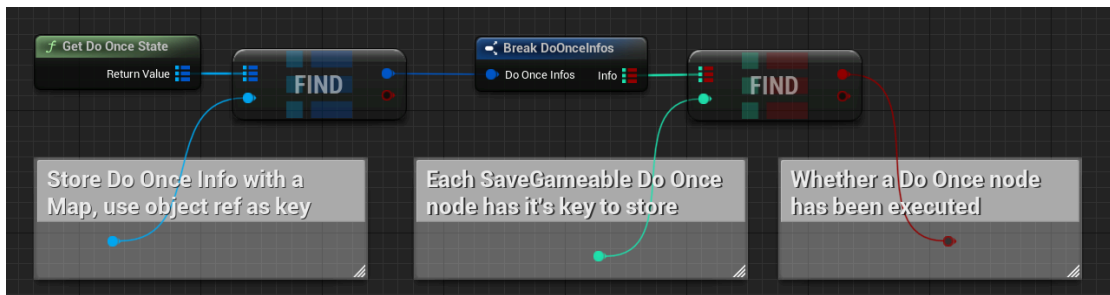 f Get Do Once State
Return Value
FIND
Break DoOnceInfos
Do Once Infos Info
FIND
Store Do Once Info with a
Map, use object ref as key
Each SaveGameable Do Once
node has it's key to store
Whether a Do Once node
has been executed